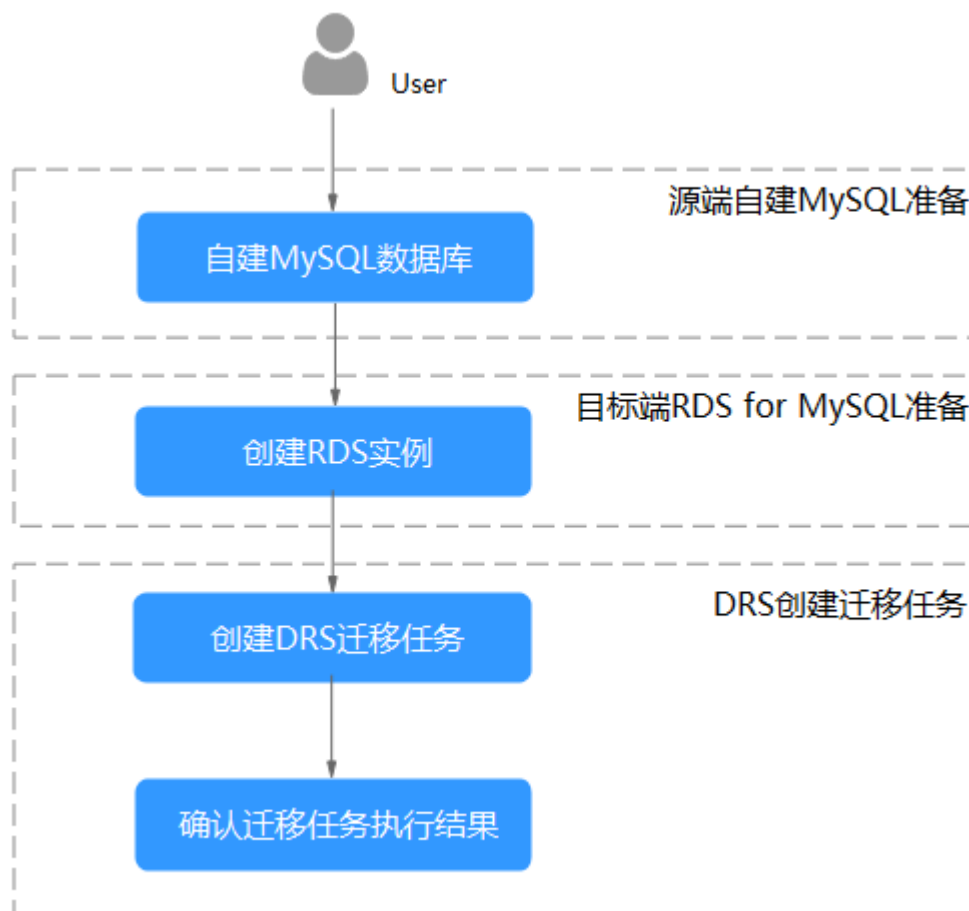 User
源端自建MySQL准备
自建MySQL数据库
目标端RDS for MySQL准备
创建RDS实例
DRS创建迁移任务
创建DRS迁移任务
确认迁移任务执行结果